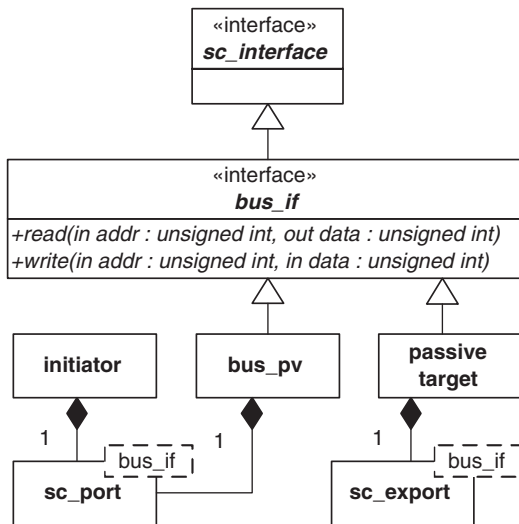 «interface»
sc_interface
«interface»
bus_if
+read(in addr : unsigned int, out data : unsigned int)
+write(in addr : unsigned int, in data : unsigned int)
initiator
bus_pv
passive
target
1
1
1
bus_if
bus_if
sc_port
sc_export